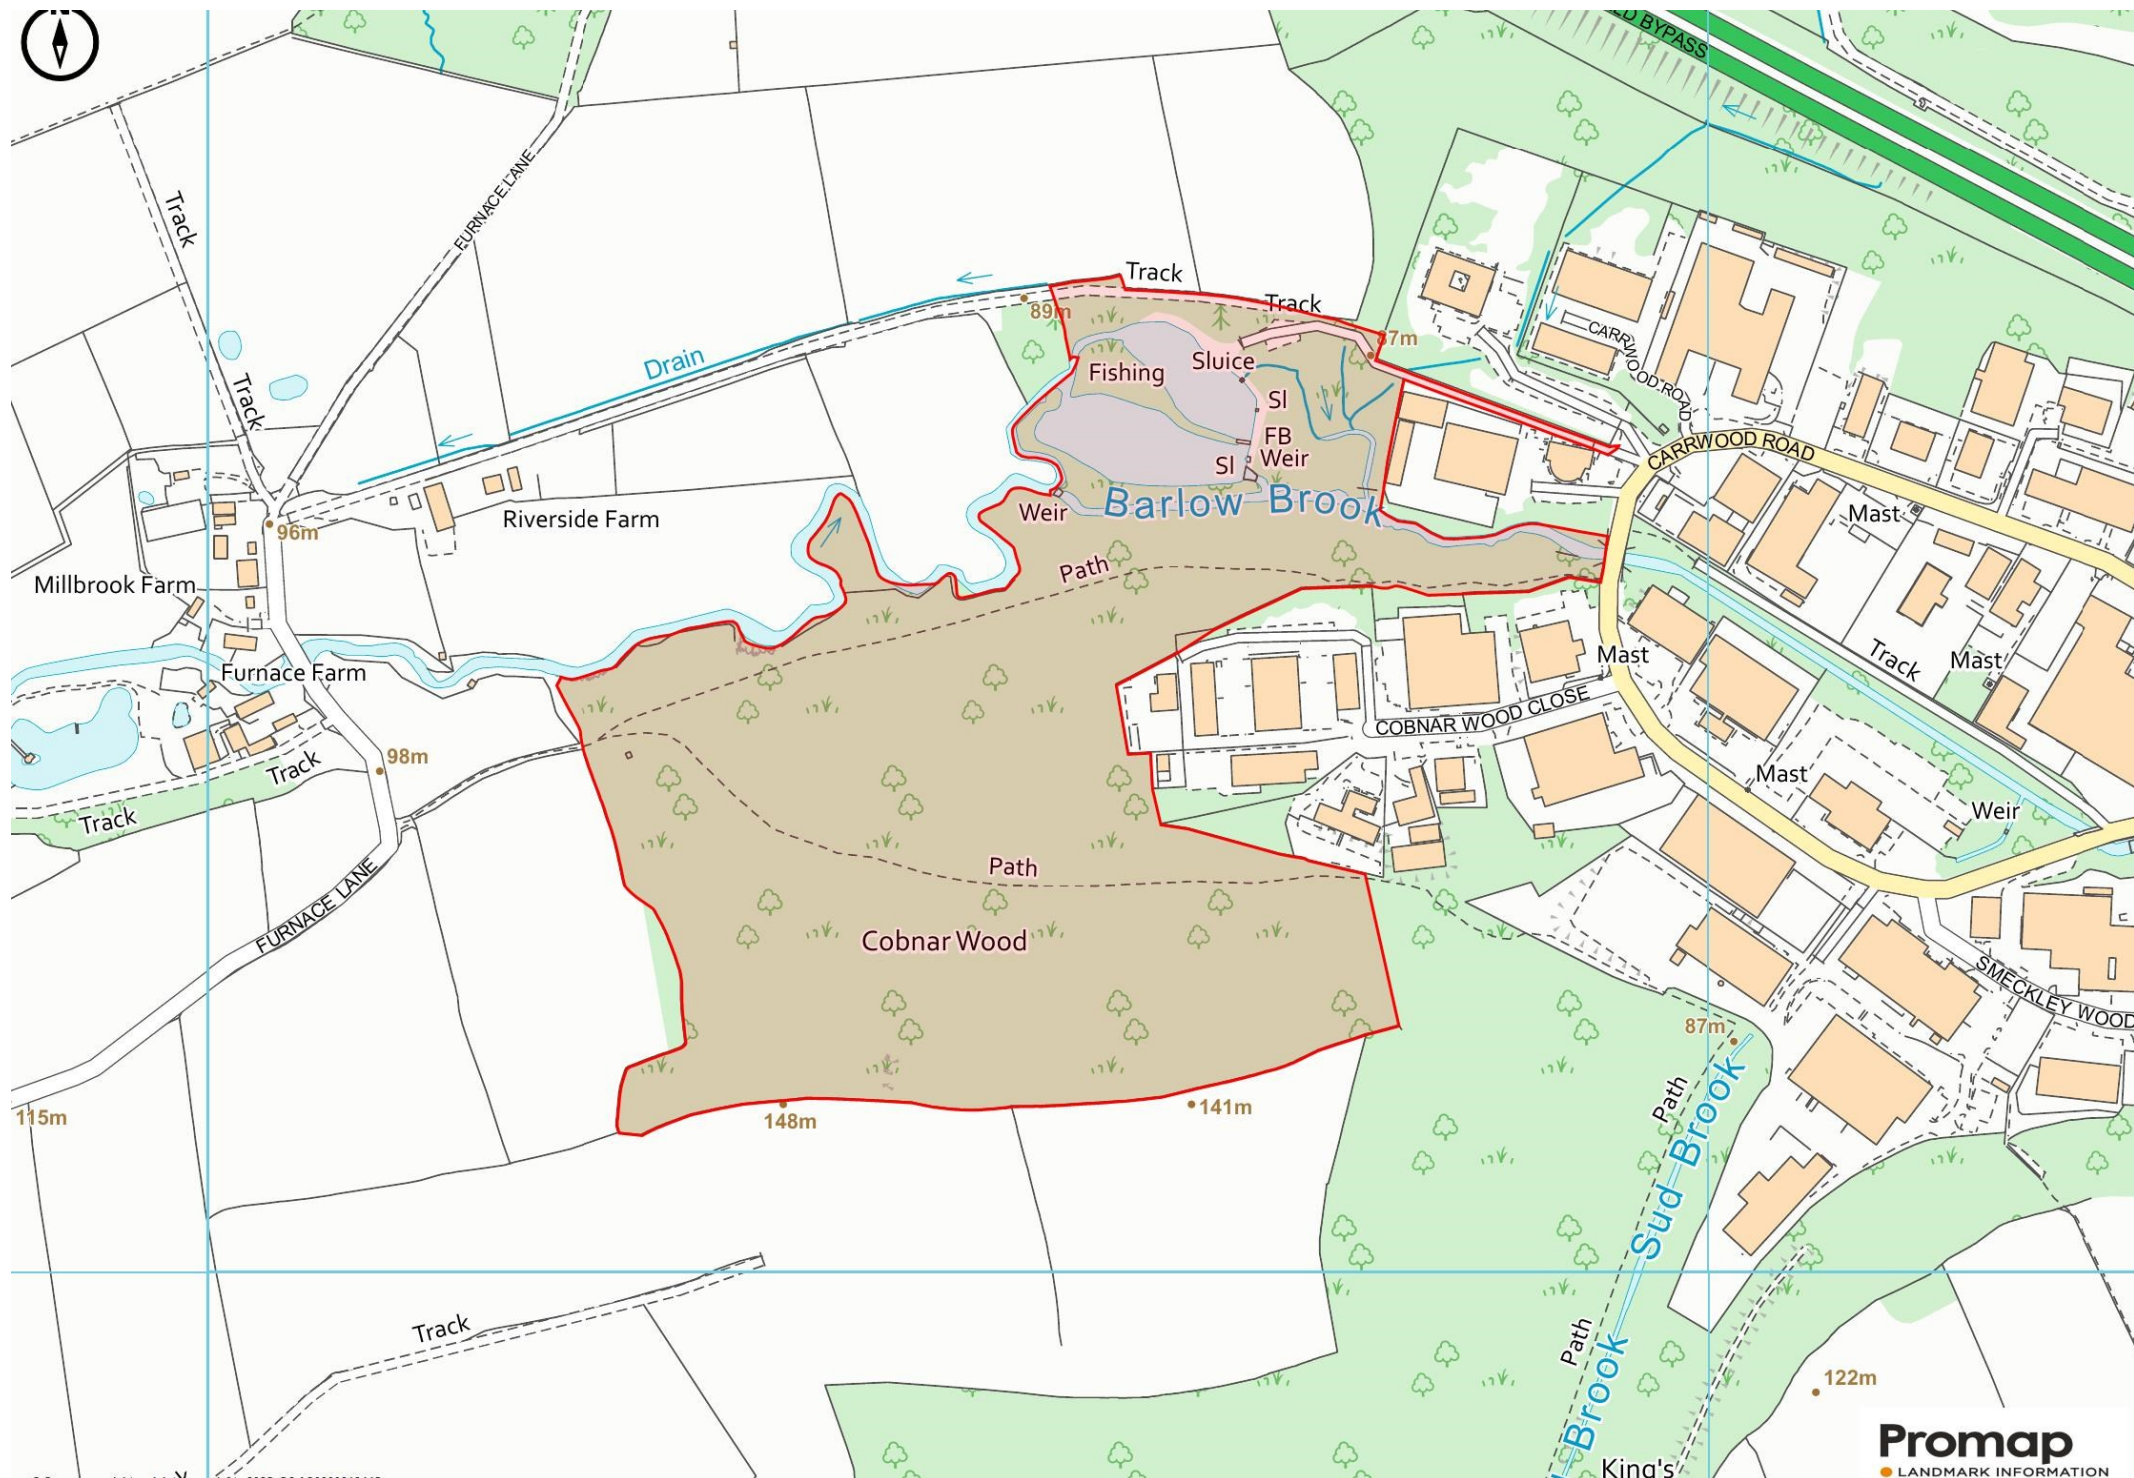 N
LD BYPASS
Track
FURNACE LANE
Track
Track
89m
87m
Drain
Fishing
Sluice
Sl
FB
Weir
Sl
CARRWOOD ROAD
CARRWOOD ROAD
Track
Riverside Farm
Weir
Barlow Brook
Mast
96m
Path
Millbrook Farm
Furnace Farm
Mast
Track
Mast
COBNAR WOOD CLOSE
98m
Track
Mast
Weir
Track
Path
FURNACE LANE
Cobnar Wood
SMECKLEY WOOD
87m
115m
148m
141m
Path
Sud Brook
Track
Path
Brook
122m
King's
Promap
LANDMARK INFORMATION